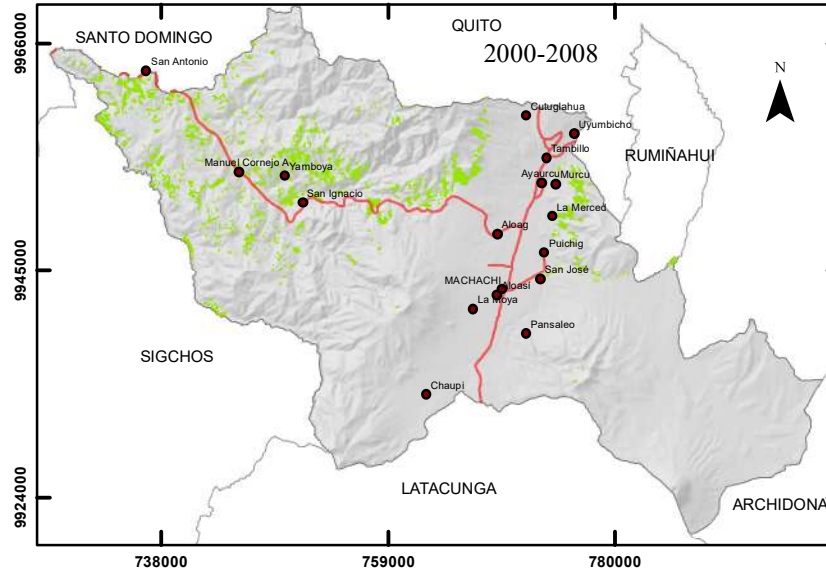 QUITO
SANTO DOMINGO
2000-2008
9966000
San Antonio
N
Cutuglahua
Uyumbicho
Tambillo
RUMIÑAHUI
Manuel Cornejo A.
Yamboya
Ayaurcu
Murcu
San Ignacio
La Merced
Aloag
Puichig
9945000
San José
MACHACHI
Aloasí
La Moya
Pansaleo
SIGCHOS
Chaupi
LATACUNGA
ARCHIDONA
9924000
738000
759000
780000